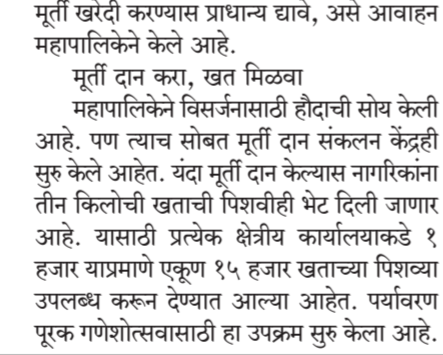 मूर्ती खरेदी करण्यास प्राधान्य द्यावे, असे आवाहन
महापालिकेने केले आहे.
मूर्ती दान करा, खत मिळवा
महापालिकेने विसर्जनासाठी हौदाची सोय केली
आहे. पण त्याच सोबत मूर्ती दान संकलन केंद्रही
सुरु केले आहेत. यंदा मूर्ती दान केल्यास नागरिकांना
तीन किलोची खताची पिशवीही भेट दिली जाणार
आहे. यासाठी प्रत्येक क्षेत्रीय कार्यालयाकडे १
हजार याप्रमाणे एकूण १५ हजार खताच्या पिशव्या
उपलब्ध करून देण्यात आल्या आहेत. पर्यावरण
पूरक गणेशोत्सवासाठी हा उपक्रम सुरु केला आहे.